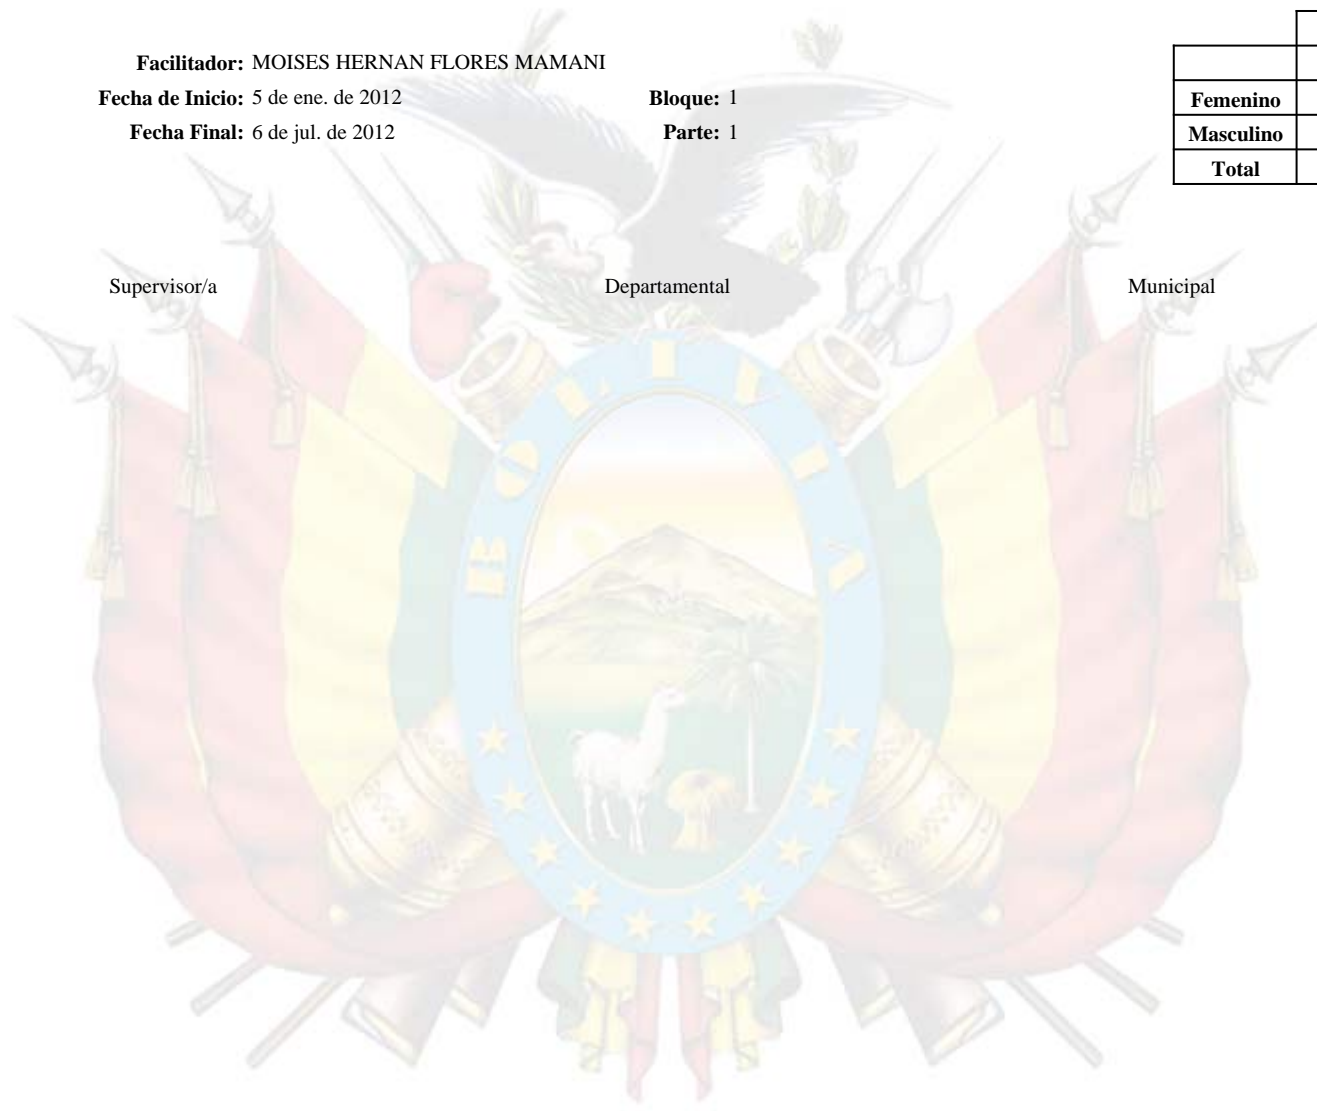 Facilitador: MOISES HERNAN FLORES MAMANI
Fecha de Inicio: 5 de ene. de 2012 Bloque: 1
Fecha Final: 6 de jul. de 2012 Parte: 1
Femenino
Masculino
Total
Supervisor/a Departamental Municipal
BOLIVIA